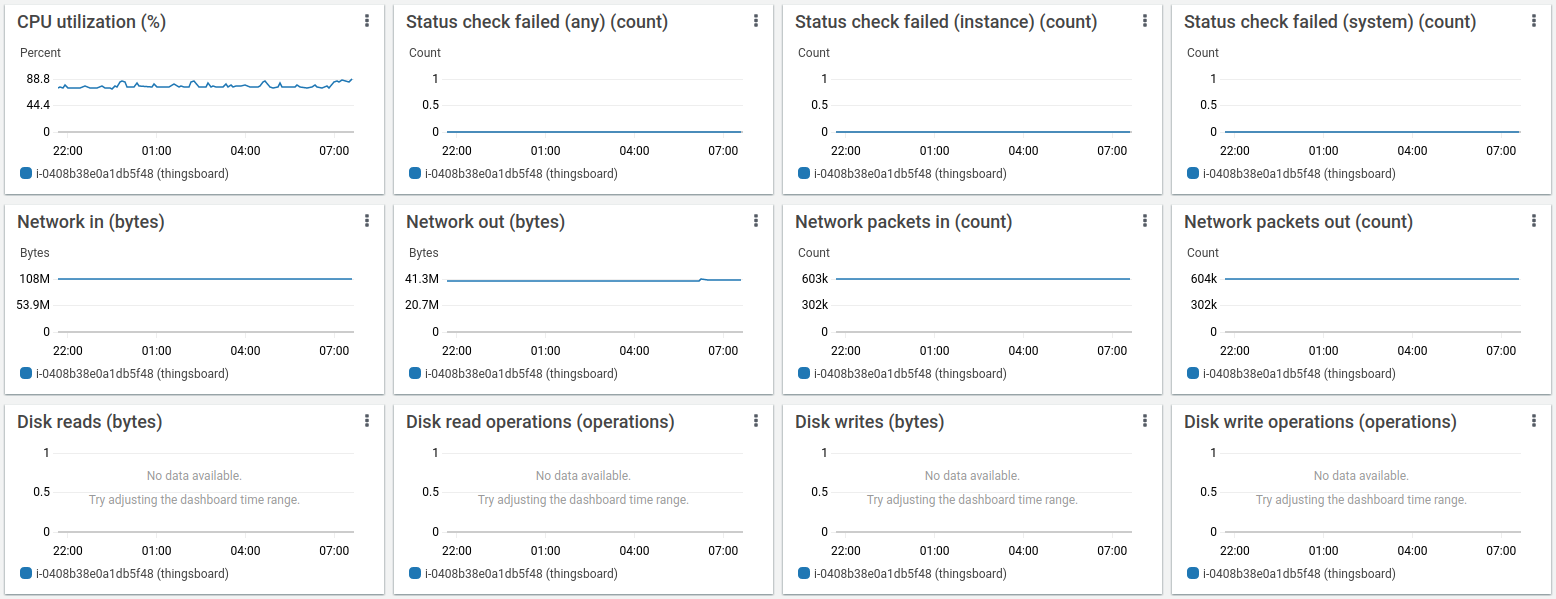 CPU utilization (%)
Percent
88.8
44.4
0
22:00 01:00 04:00 07:00
i-0408b38e0a1db5f48 (thingsboard)
Status check failed (any) (count)
Count
1
0.5
0
22:00 01:00 04:00 07:00
i-0408b38e0a1db5f48 (thingsboard)
Status check failed (instance) (count)
Count
1
0.5
0
22:00 01:00 04:00 07:00
i-0408b38e0a1db5f48 (thingsboard)
Status check failed (system) (count)
Count
1
0.5
0
22:00 01:00 04:00 07:00
i-0408b38e0a1db5f48 (thingsboard)
Network in (bytes)
Bytes
108M
53.9M
0
22:00 01:00 04:00 07:00
i-0408b38e0a1db5f48 (thingsboard)
Network out (bytes)
Bytes
41.3M
20.7M
0
22:00 01:00 04:00 07:00
i-0408b38e0a1db5f48 (thingsboard)
Network packets in (count)
Count
603k
302k
0
22:00 01:00 04:00 07:00
i-0408b38e0a1db5f48 (thingsboard)
Network packets out (count)
Count
604k
302k
0
22:00 01:00 04:00 07:00
i-0408b38e0a1db5f48 (thingsboard)
Disk reads (bytes)
1
No data available.
0.5
Try adjusting the dashboard time range.
0
22:00 01:00 04:00 07:00
i-0408b38e0a1db5f48 (thingsboard)
Disk read operations (operations)
1
No data available.
0.5
Try adjusting the dashboard time range.
0
22:00 01:00 04:00 07:00
i-0408b38e0a1db5f48 (thingsboard)
Disk writes (bytes)
1
No data available.
0.5
Try adjusting the dashboard time range.
0
22:00 01:00 04:00 07:00
i-0408b38e0a1db5f48 (thingsboard)
Disk write operations (operations)
1
No data available.
0.5
Try adjusting the dashboard time range.
0
22:00 01:00 04:00 07:00
i-0408b38e0a1db5f48 (thingsboard)